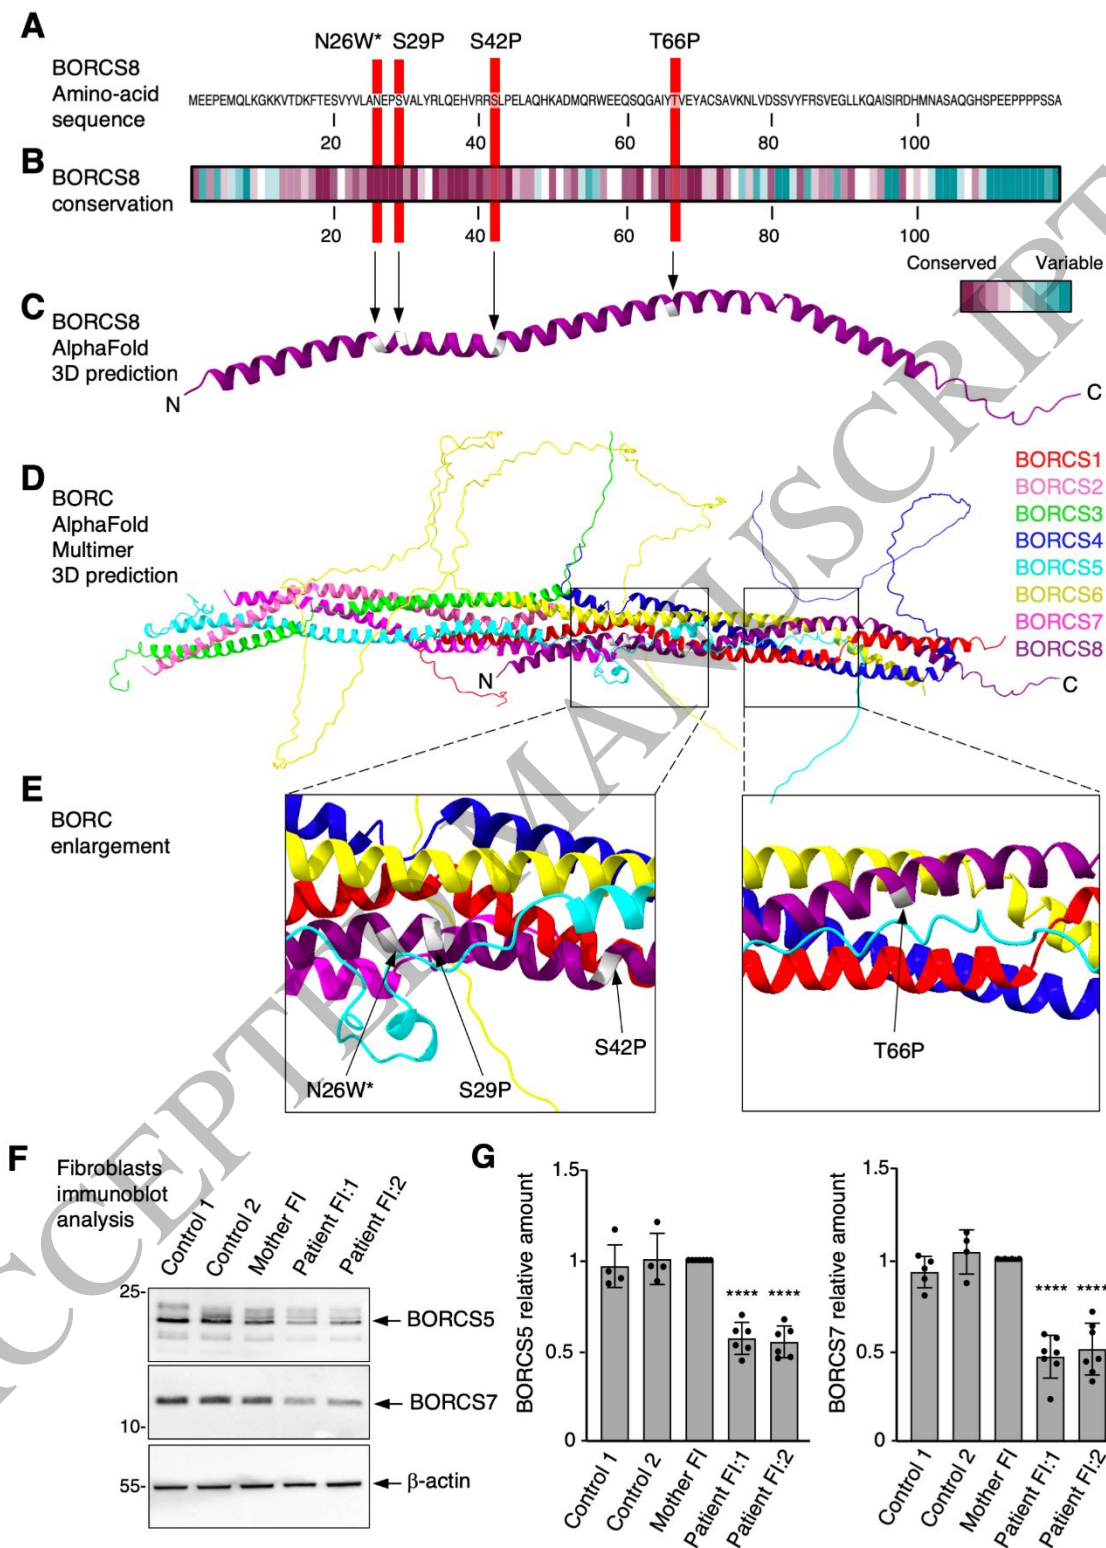 A
N26W* S29P S42P T66P
BORCS8
Amino-acid
sequence
MEEPEMQLKGKKVTDKFTESVYVLANEPSVALYRLQEHVRRSLPELAQHKADMQRWEEQSQGAIYTVEYACSAVKNLVDSSVYFRSVEGLLKQAISIRDHMNASAQGHSPEEPPPPSSA
20 40 60 80 100
B
BORCS8
conservation
20 40 60 80 100
Conserved Variable
C
BORCS8
AlphaFold
3D prediction
N
C
D
BORC
AlphaFold
Multimer
3D prediction
BORCS1
BORCS2
BORCS3
BORCS4
BORCS5
BORCS6
BORCS7
BORCS8
N
C
E
BORC
enlargement
N26W* S29P S42P
T66P
F
Fibroblasts
immunoblot
analysis
Control 1
Control 2
Mother FI
Patient FI:1
Patient FI:2
25-
BORCS5
BORCS7
10-
55-
β-actin
G
BORCS5 relative amount
1.5
1
0.5
0
**** ****
Control 1
Control 2
Mother FI
Patient FI:1
Patient FI:2
BORCS7 relative amount
1.5
1
0.5
0
**** ****
Control 1
Control 2
Mother FI
Patient FI:1
Patient FI:2
CCEPTED MANUSCRIPT